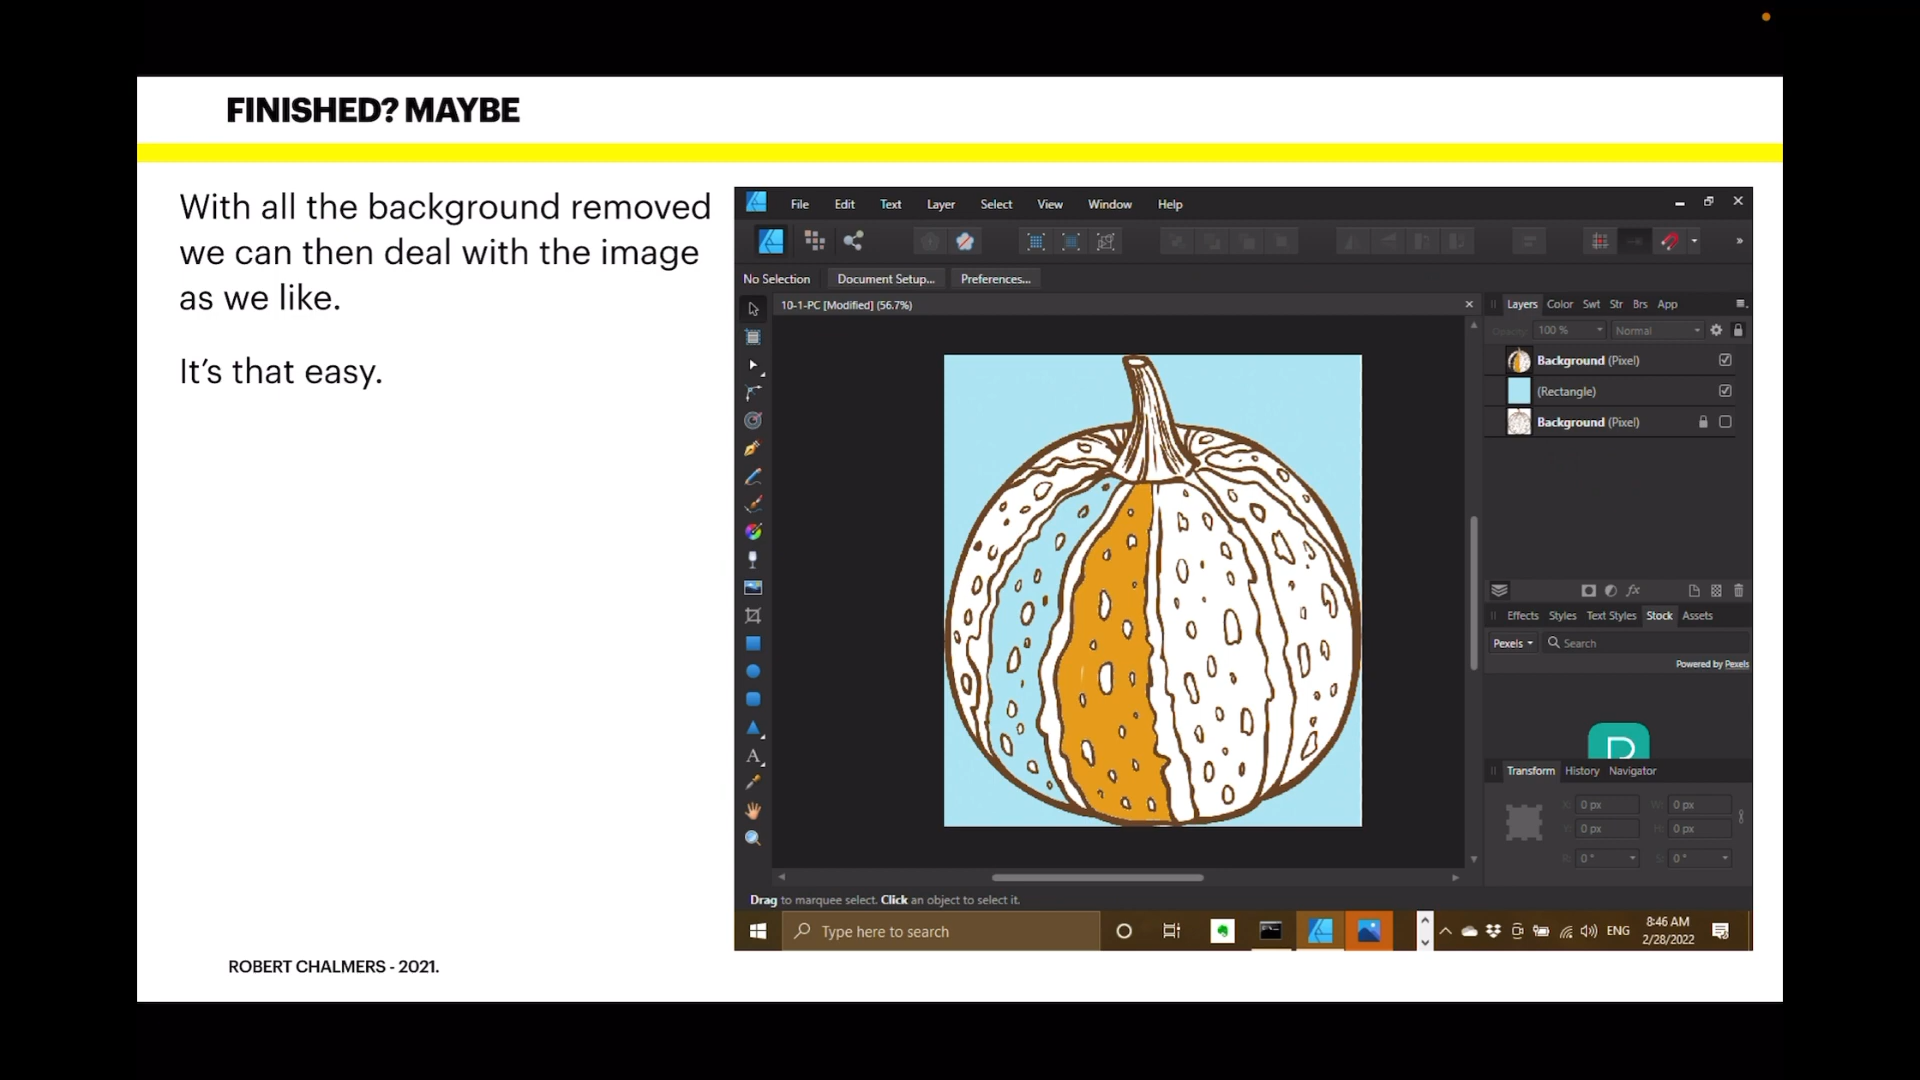 FINISHED? MAYBE
With all the background removed
we can then deal with the image
as we like.
It's that easy.
File Edit Text Layer Select View Window Help
No Selection Document Setup... Preferences...
10-1-PC [Modified] (56.7%)
Layers Color Swt Str Brs App
Opacity: 100 % Normal
Background (Pixel)
(Rectangle)
Background (Pixel)
Effects Styles Text Styles Stock Assets
Pexels Search
Powered by Pexels
Transform History Navigator
X: 0 px W: 0 px
Y: 0 px H: 0 px
R: 0 ° S: 0 °
Drag to marquee select. Click an object to select it.
Type here to search
ENG
8:46 AM
2/28/2022
ROBERT CHALMERS - 2021.